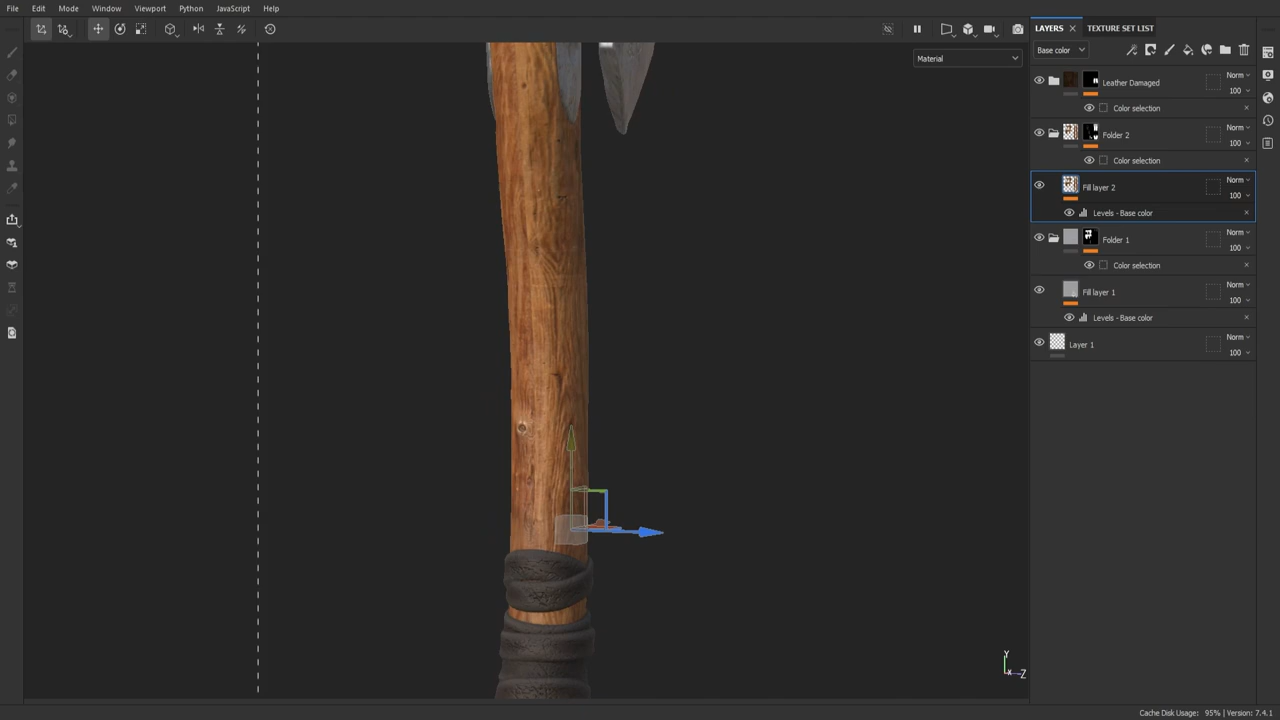 File Edit Mode Window Viewport Python JavaScript Help
LAYERS × TEXTURE SET LIST
Base color
Material
Norm
Leather Damaged
100
Color selection ×
Norm
Folder 2
100
Color selection ×
Norm
Fill layer 2
100
Levels - Base color ×
Norm
Folder 1
100
Color selection ×
Norm
Fill layer 1
100
Levels - Base color ×
Norm
Layer 1
100
Y
X
Z
Cache Disk Usage: 95% | Version: 7.4.1